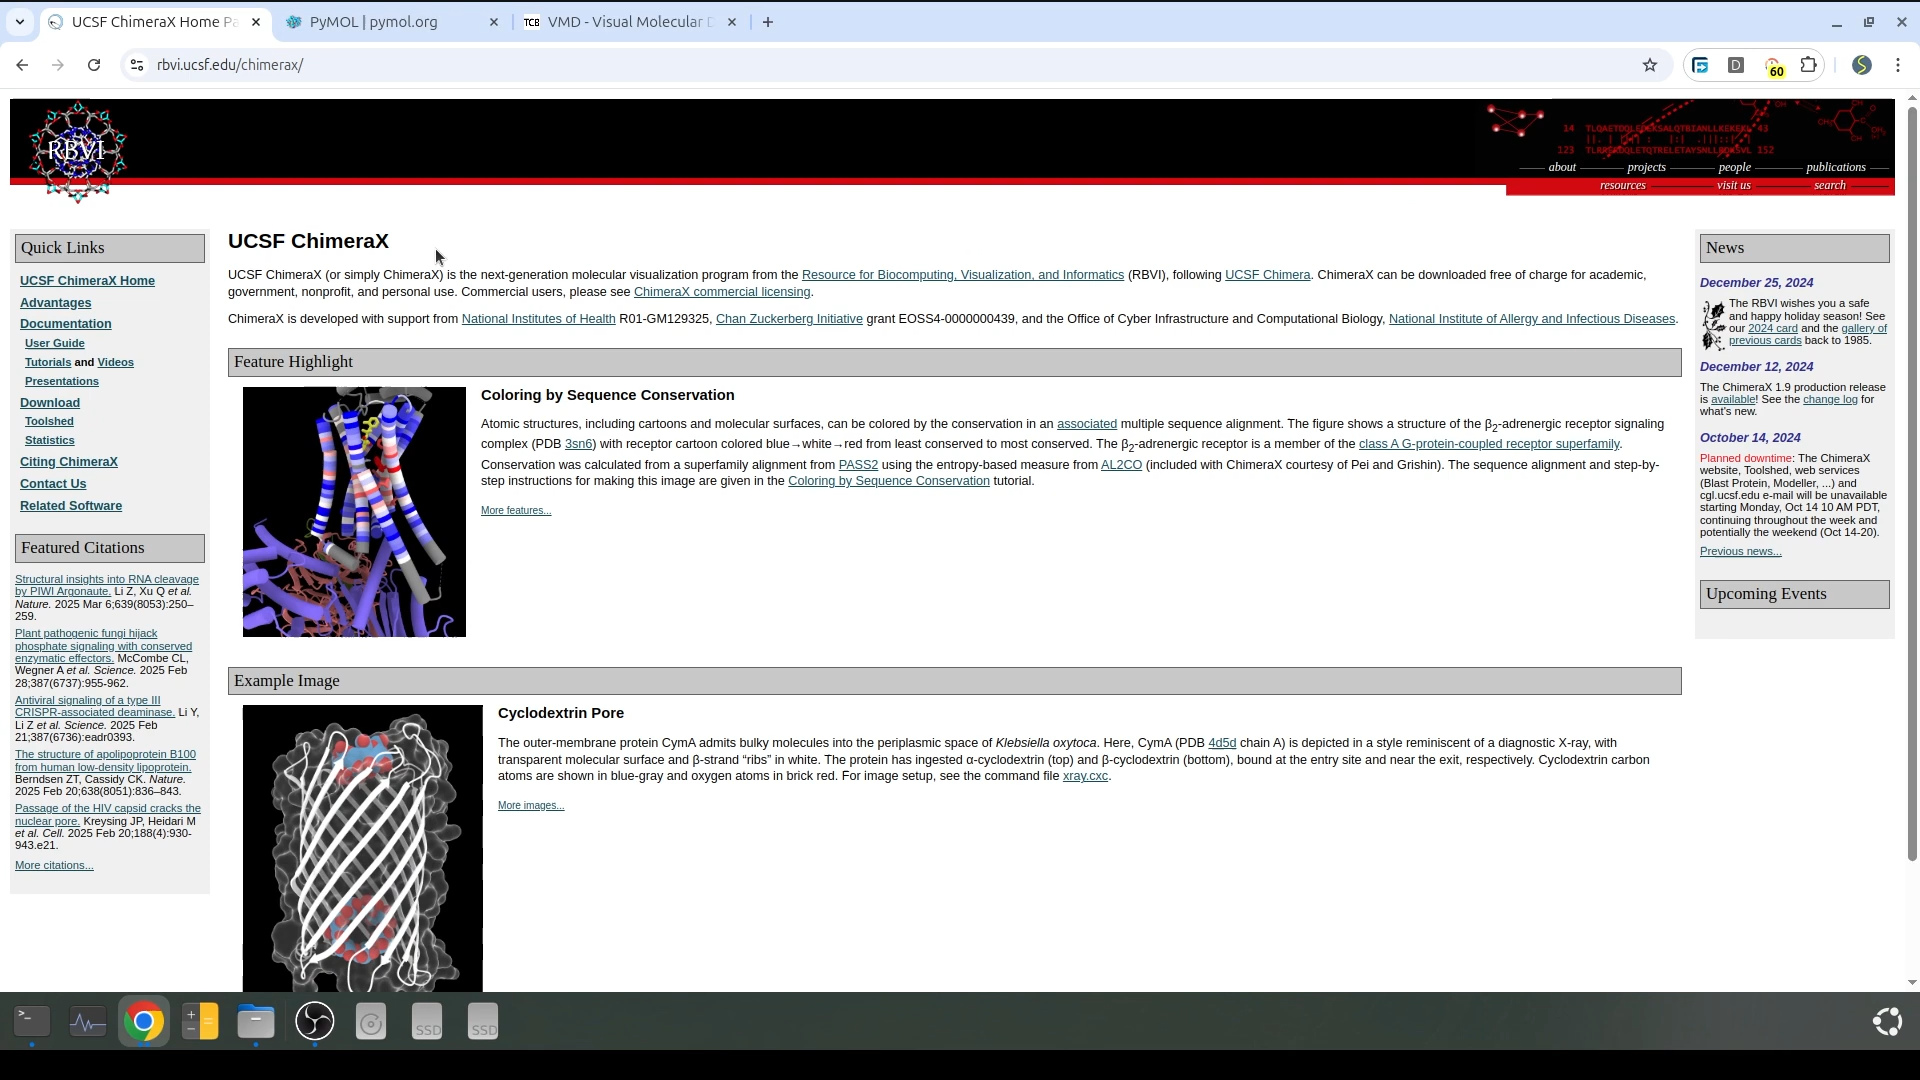 UCSF ChimeraX Home Pa
PyMOL | pymol.org
TCB VMD - Visual Molecular D
rbvi.ucsf.edu/chimerax/
D
60
S
RBVI
14 TLQAETDQLEDEKSALQTEIANLLKEKEKL 43
123 TLRRETDQLETQTRELETAYSNLLRDKSVL 152
about projects people publications
resources visit us search
Quick Links
UCSF ChimeraX Home
Advantages
Documentation
User Guide
Tutorials and Videos
Presentations
Download
Toolshed
Statistics
Citing ChimeraX
Contact Us
Related Software
Featured Citations
Structural insights into RNA cleavage
by PIWI Argonaute. Li Z, Xu Q et al.
Nature. 2025 Mar 6;639(8053):250–
259.
Plant pathogenic fungi hijack
phosphate signaling with conserved
enzymatic effectors. McCombe CL,
Wegner A et al. Science. 2025 Feb
28;387(6737):955-962.
Antiviral signaling of a type III
CRISPR-associated deaminase. Li Y,
Li Z et al. Science. 2025 Feb
21;387(6736):eadr0393.
The structure of apolipoprotein B100
from human low-density lipoprotein.
Berndsen ZT, Cassidy CK. Nature.
2025 Feb 20;638(8051):836–843.
Passage of the HIV capsid cracks the
nuclear pore. Kreysing JP, Heidari M
et al. Cell. 2025 Feb 20;188(4):930-
943.e21.
More citations...
UCSF ChimeraX
UCSF ChimeraX (or simply ChimeraX) is the next-generation molecular visualization program from the Resource for Biocomputing, Visualization, and Informatics (RBVI), following UCSF Chimera. ChimeraX can be downloaded free of charge for academic,
government, nonprofit, and personal use. Commercial users, please see ChimeraX commercial licensing.
ChimeraX is developed with support from National Institutes of Health R01-GM129325, Chan Zuckerberg Initiative grant EOSS4-0000000439, and the Office of Cyber Infrastructure and Computational Biology, National Institute of Allergy and Infectious Diseases.
Feature Highlight
Coloring by Sequence Conservation
Atomic structures, including cartoons and molecular surfaces, can be colored by the conservation in an associated multiple sequence alignment. The figure shows a structure of the β2-adrenergic receptor signaling
complex (PDB 3sn6) with receptor cartoon colored blue→white→red from least conserved to most conserved. The β2-adrenergic receptor is a member of the class A G-protein-coupled receptor superfamily.
Conservation was calculated from a superfamily alignment from PASS2 using the entropy-based measure from AL2CO (included with ChimeraX courtesy of Pei and Grishin). The sequence alignment and step-by-
step instructions for making this image are given in the Coloring by Sequence Conservation tutorial.
More features...
Example Image
Cyclodextrin Pore
The outer-membrane protein CymA admits bulky molecules into the periplasmic space of Klebsiella oxytoca. Here, CymA (PDB 4d5d chain A) is depicted in a style reminiscent of a diagnostic X-ray, with
transparent molecular surface and β-strand “ribs” in white. The protein has ingested α-cyclodextrin (top) and β-cyclodextrin (bottom), bound at the entry site and near the exit, respectively. Cyclodextrin carbon
atoms are shown in blue-gray and oxygen atoms in brick red. For image setup, see the command file xray.cxc.
More images...
News
December 25, 2024
The RBVI wishes you a safe
and happy holiday season! See
our 2024 card and the gallery of
previous cards back to 1985.
December 12, 2024
The ChimeraX 1.9 production release
is available! See the change log for
what's new.
October 14, 2024
Planned downtime: The ChimeraX
website, Toolshed, web services
(Blast Protein, Modeller, ...) and
cgl.ucsf.edu e-mail will be unavailable
starting Monday, Oct 14 10 AM PDT,
continuing throughout the week and
potentially the weekend (Oct 14-20).
Previous news...
Upcoming Events
SSD
SSD